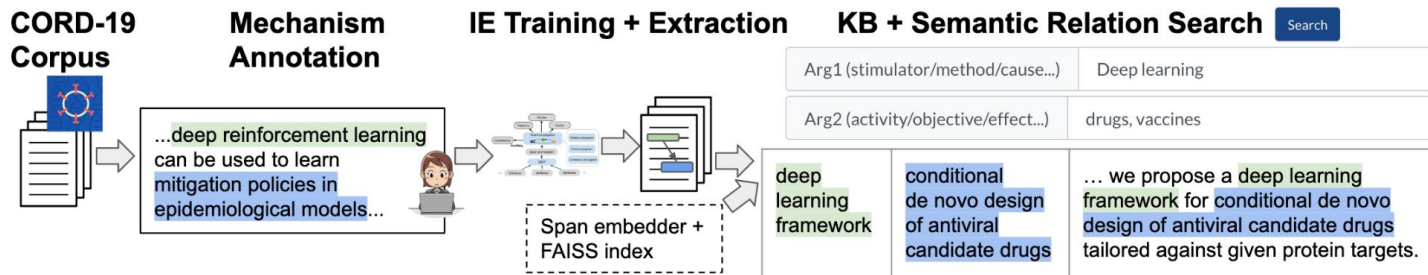 CORD-19
Corpus
Mechanism
Annotation
IE Training + Extraction
KB + Semantic Relation Search
Search
...deep reinforcement learning
can be used to learn
mitigation policies in
epidemiological models...
Span embedder +
FAISS index
Arg1 (stimulator/method/cause...)
Deep learning
Arg2 (activity/objective/effect...)
drugs, vaccines
deep
learning
framework
conditional
de novo design
of antiviral
candidate drugs
... we propose a deep learning
framework for conditional de novo
design of antiviral candidate drugs
tailored against given protein targets.